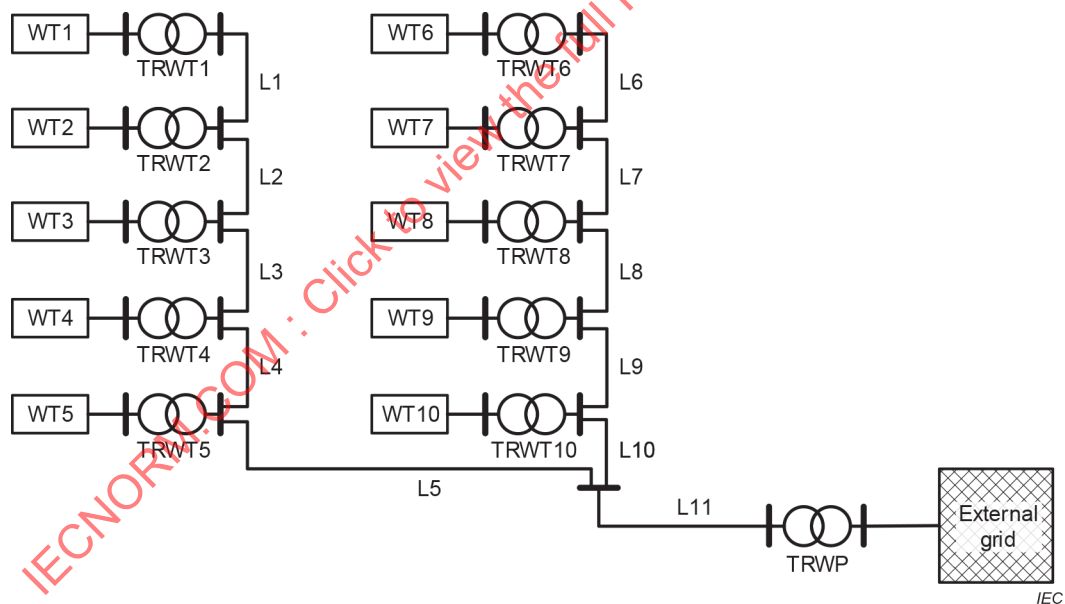 WT1
TRWT1
L1
WT2
TRWT2
L2
WT3
TRWT3
L3
WT4
TRWT4
L4
WT5
TRWT5
L5
WT6
TRWT6
L6
WT7
TRWT7
L7
WT8
TRWT8
L8
WT9
TRWT9
L9
WT10
TRWT10
L10
L11
TRWP
External
grid
IEC
IECNORM.COM : Click to view the full